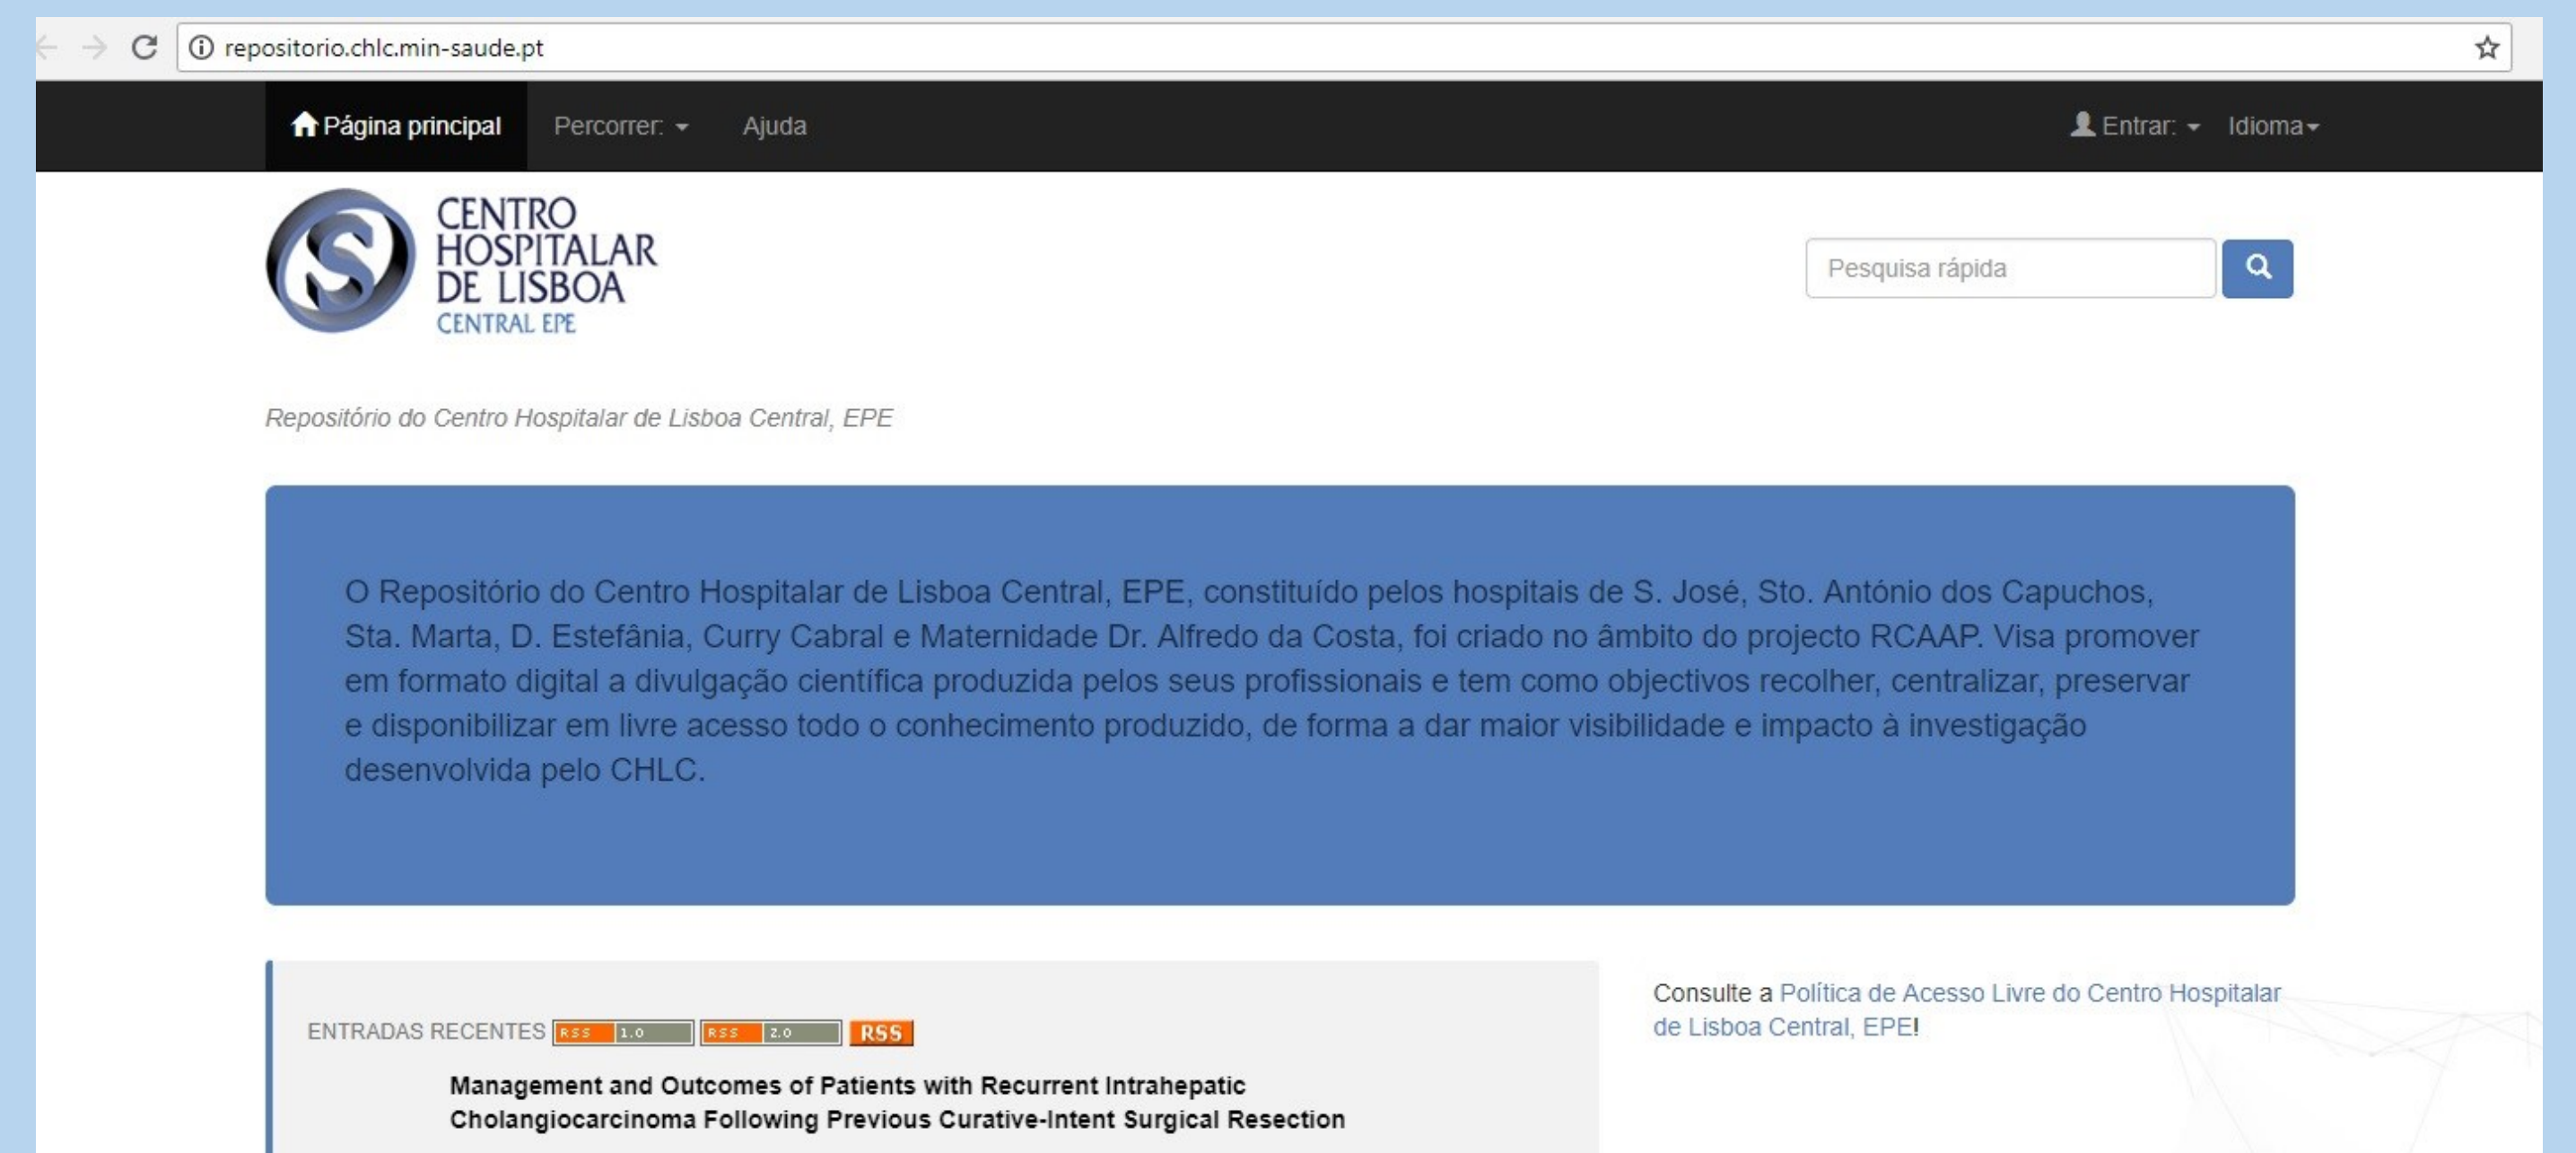 repositorio.chlc.min-saude.pt
Página principal Percorrer: Ajuda Entrar: Idioma
CENTRO
HOSPITALAR
DE LISBOA
CENTRAL EPE
Pesquisa rápida
Repositório do Centro Hospitalar de Lisboa Central, EPE
O Repositório do Centro Hospitalar de Lisboa Central, EPE, constituído pelos hospitais de S. José, Sto. António dos Capuchos,
Sta. Marta, D. Estefânia, Curry Cabral e Maternidade Dr. Alfredo da Costa, foi criado no âmbito do projecto RCAAP. Visa promover
em formato digital a divulgação científica produzida pelos seus profissionais e tem como objectivos recolher, centralizar, preservar
e disponibilizar em livre acesso todo o conhecimento produzido, de forma a dar maior visibilidade e impacto à investigação
desenvolvida pelo CHLC.
ENTRADAS RECENTES RSS 1.0 RSS 2.0 RSS
Management and Outcomes of Patients with Recurrent Intrahepatic
Cholangiocarcinoma Following Previous Curative-Intent Surgical Resection
Consulte a Política de Acesso Livre do Centro Hospitalar
de Lisboa Central, EPE!